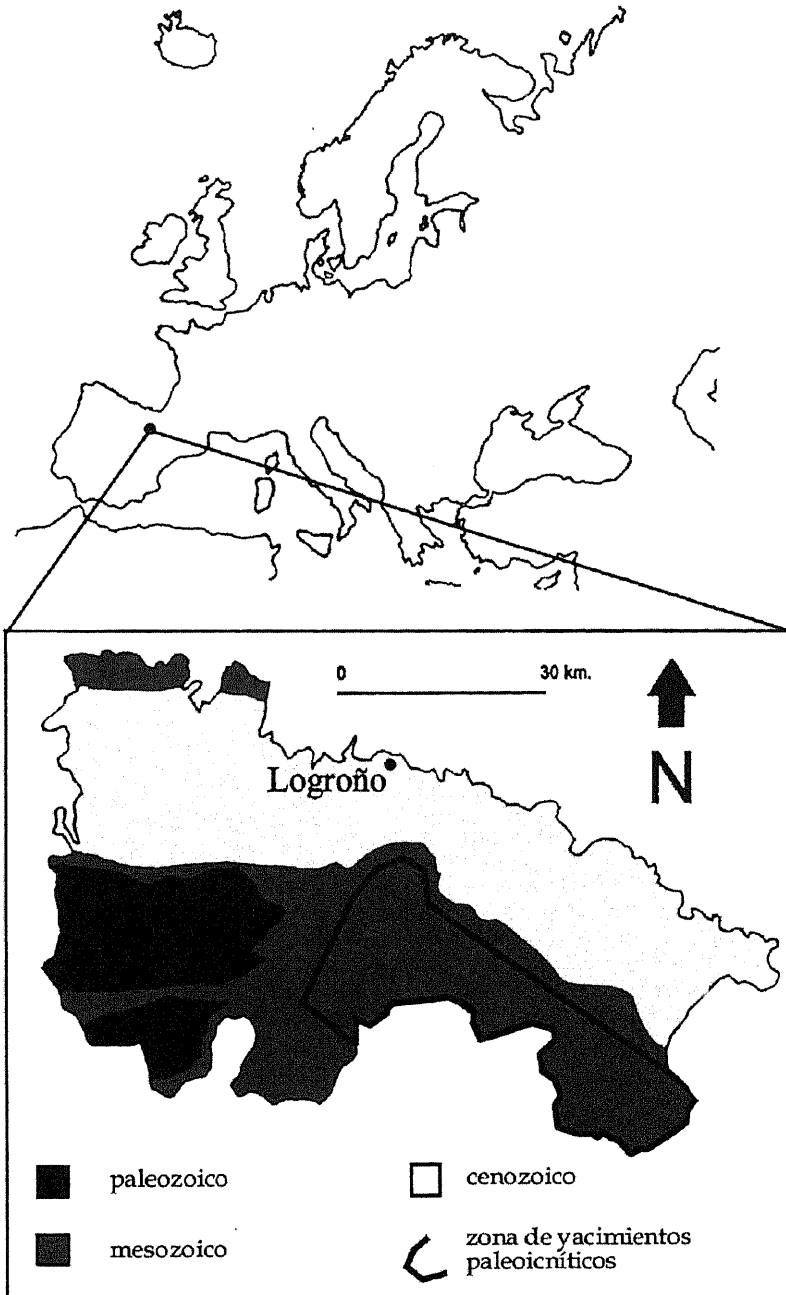 0 30 km.
N
Logroño
paleozoico
cenozoico
mesozoico
zona de yacimientos
paleoicníticos